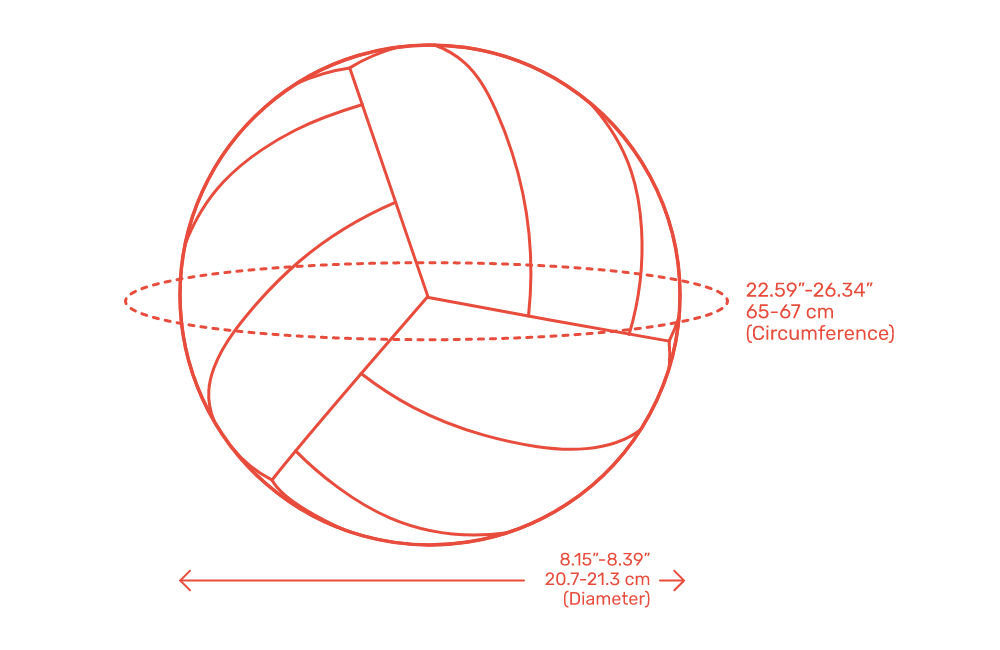 22.59”-26.34”
65-67 cm
(Circumference)
8.15”-8.39”
20.7-21.3 cm
(Diameter)